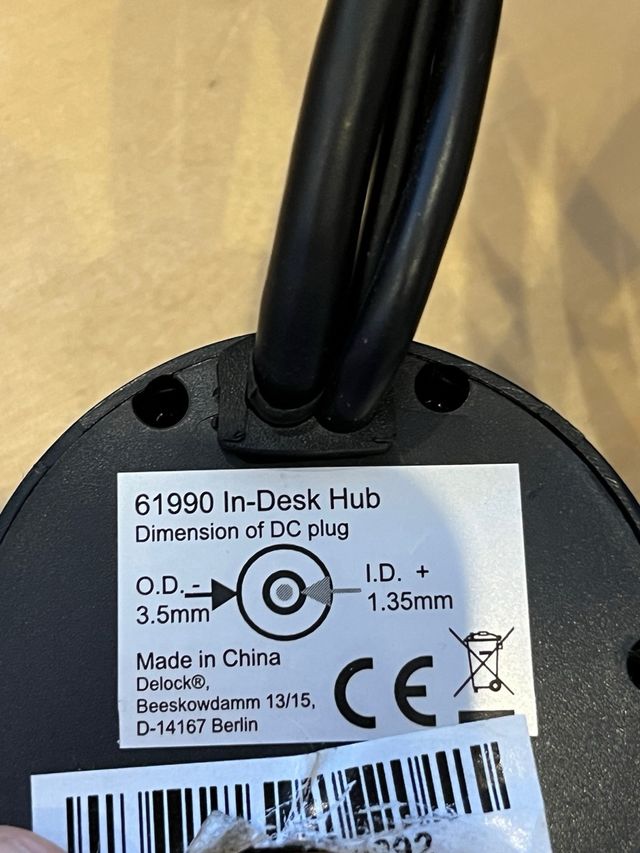 61990 In-Desk Hub
Dimension of DC plug
O.D. -
3.5mm
I.D. +
1.35mm
Made in China
Delock®,
Beeskowdamm 13/15,
D-14167 Berlin
CE